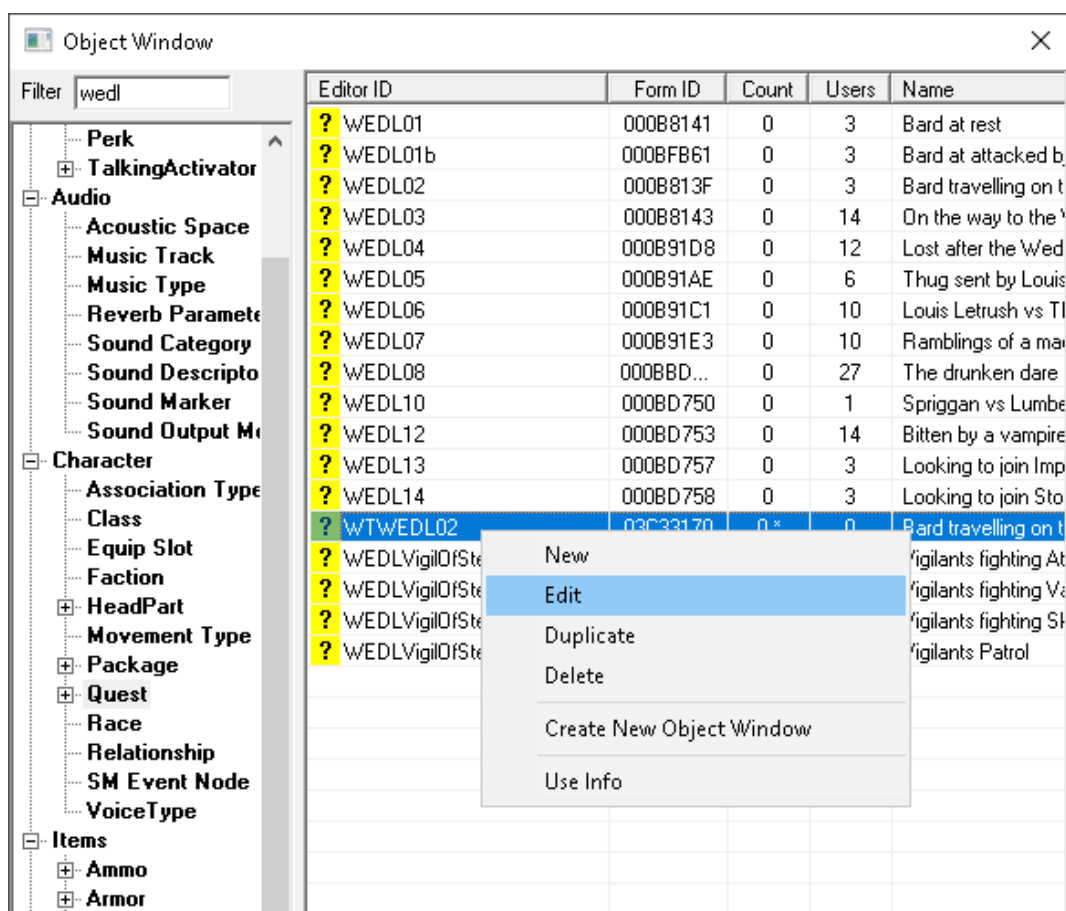 Object Window
Filter wedl
Perk
TalkingActivator
Audio
Acoustic Space
Music Track
Music Type
Reverb Paramete
Sound Category
Sound Descripto
Sound Marker
Sound Output
Character
Association Type
Class
Equip Slot
Faction
HeadPart
Movement Type
Package
Quest
Race
Relationship
SM Event Node
VoiceType
Items
Ammo
Armor
Editor ID Form ID Count Users Name
? WEDL01 000B8141 0 3 Bard at rest
? WEDL01b 000BFB61 0 3 Bard at attacked b
? WEDL02 000B813F 0 3 Bard travelling on t
? WEDL03 000B8143 0 14 On the way to the
? WEDL04 000B91D8 0 12 Lost after the Wed
? WEDL05 000B91AE 0 6 Thug sent by Louis
? WEDL06 000B91C1 0 10 Louis Letrush vs Tl
? WEDL07 000B91E3 0 10 Ramblings of a ma
? WEDL08 000BBD... 0 27 The drunken dare
? WEDL10 000BD750 0 1 Spriggan vs Lumbe
? WEDL12 000BD753 0 14 Bitten by a vampire
? WEDL13 000BD757 0 3 Looking to join Imp
? WEDL14 000BD758 0 3 Looking to join Sto
? WTWEDL02 03C33170 0 * 0 Bard travelling on t
? WEDLVigilOfSte Vigilants fighting At
? WEDLVigilOfSte Vigilants fighting Va
? WEDLVigilOfSte Vigilants fighting Sk
? WEDLVigilOfSte Vigilants Patrol
New
Edit
Duplicate
Delete
Create New Object Window
Use Info